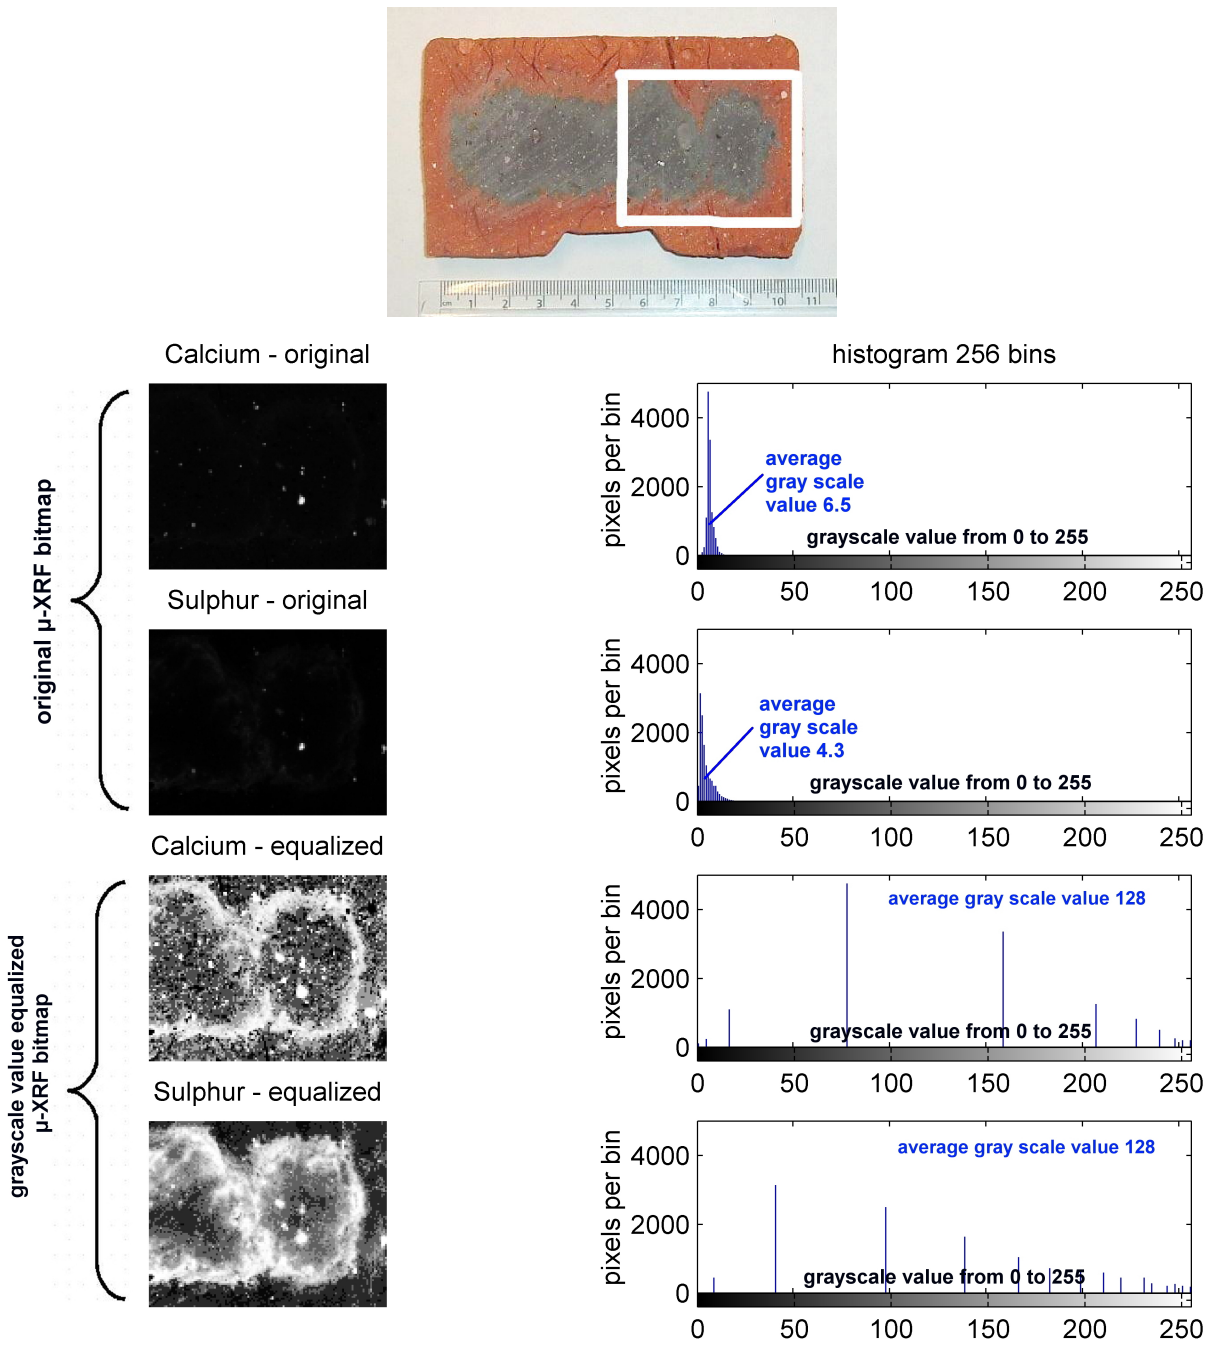 cm 1 2 3 4 5 6 7 8 9 10 11
Calcium - original
histogram 256 bins
original µ-XRF bitmap
pixels per bin
4000
2000
0
average
gray scale
value 6.5
grayscale value from 0 to 255
0 50 100 150 200 250
Sulphur - original
pixels per bin
4000
2000
0
average
gray scale
value 4.3
grayscale value from 0 to 255
0 50 100 150 200 250
grayscale value equalized
µ-XRF bitmap
Calcium - equalized
pixels per bin
4000
2000
0
average gray scale value 128
grayscale value from 0 to 255
0 50 100 150 200 250
Sulphur - equalized
pixels per bin
4000
2000
0
average gray scale value 128
grayscale value from 0 to 255
0 50 100 150 200 250